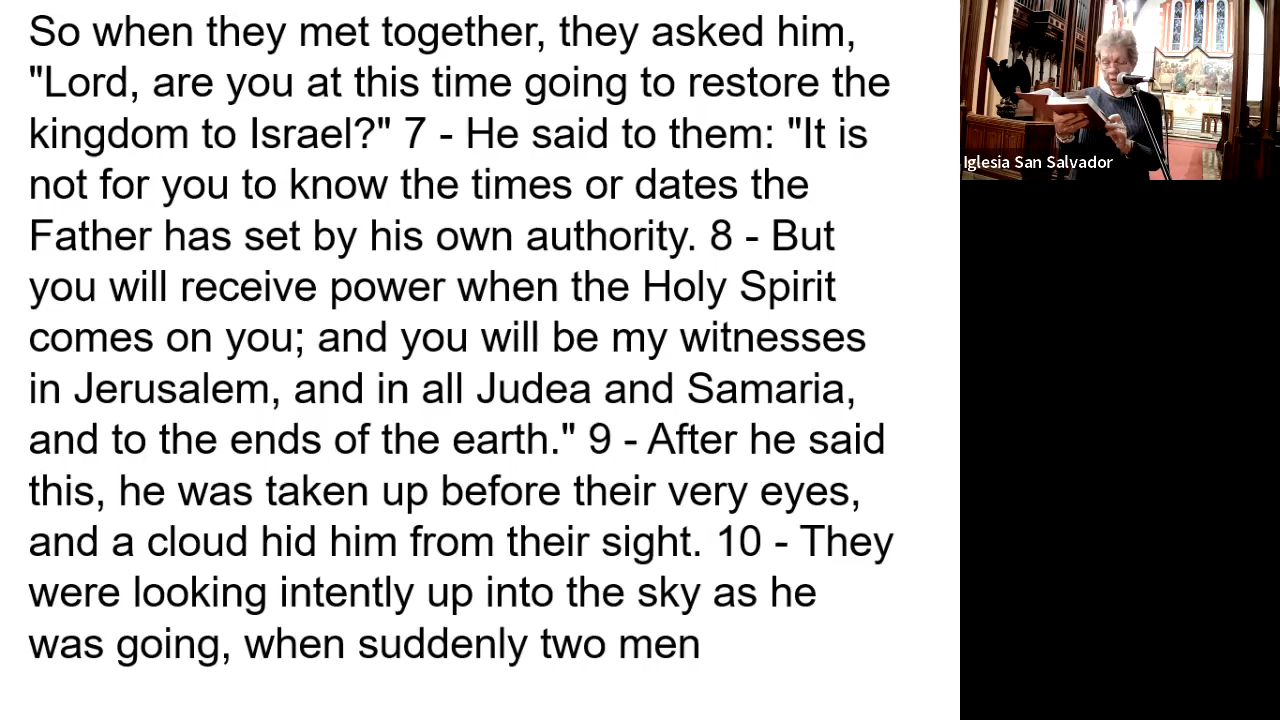 So when they met together, they asked him,
"Lord, are you at this time going to restore the
kingdom to Israel?" 7 - He said to them: "It is
not for you to know the times or dates the
Father has set by his own authority. 8 - But
you will receive power when the Holy Spirit
comes on you; and you will be my witnesses
in Jerusalem, and in all Judea and Samaria,
and to the ends of the earth." 9 - After he said
this, he was taken up before their very eyes,
and a cloud hid him from their sight. 10 - They
were looking intently up into the sky as he
was going, when suddenly two men
Iglesia San Salvador